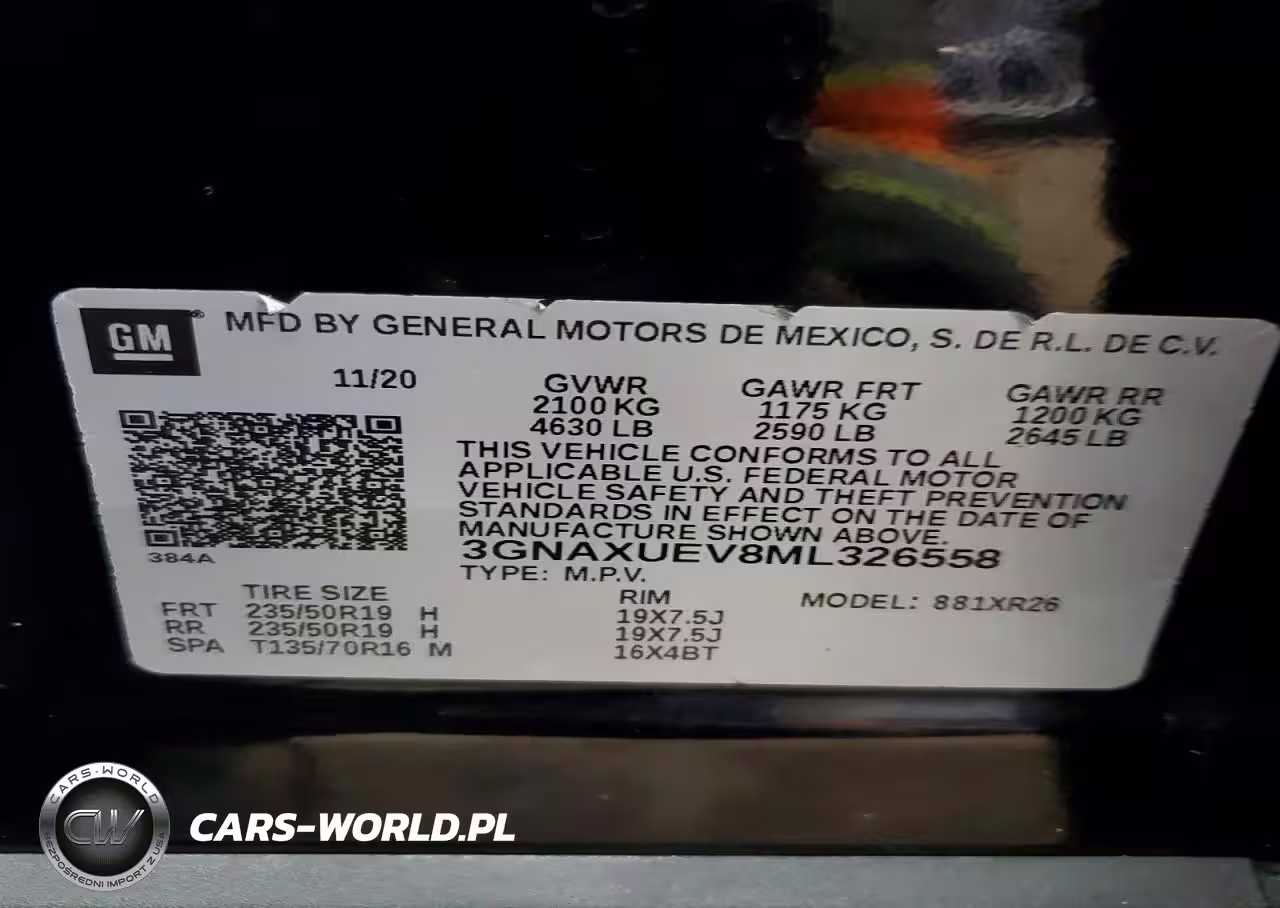 GM® MFD BY GENERAL MOTORS DE MEXICO, S. DE R.L. DE C.V.
11/20
GVWR GAWR FRT GAWR RR
2100 KG 1175 KG 1200 KG
4630 LB 2590 LB 2645 LB
THIS VEHICLE CONFORMS TO ALL
APPLICABLE U.S. FEDERAL MOTOR
VEHICLE SAFETY AND THEFT PREVENTION
STANDARDS IN EFFECT ON THE DATE OF
MANUFACTURE SHOWN ABOVE.
384A
3GNAXUEV8ML326558
TYPE: M.P.V.
TIRE SIZE RIM MODEL: 881XR26
FRT 235/50R19 H 19X7.5J
RR 235/50R19 H 19X7.5J
SPA T135/70R16 M 16X4BT
CARS-WORLD
CW
BEZPOŚREDNI IMPORT Z USA
CARS-WORLD.PL